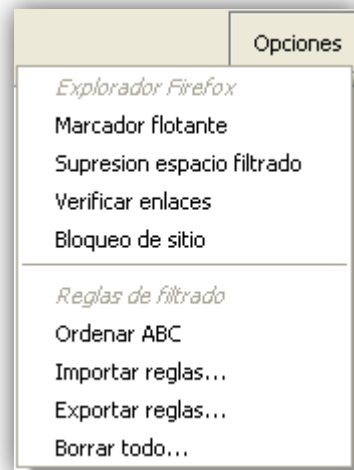 Opciones
Explorador Firefox
Marcador flotante
Supresion espacio filtrado
Verificar enlaces
Bloqueo de sitio
Reglas de filtrado
Ordenar ABC
Importar reglas...
Exportar reglas...
Borrar todo...